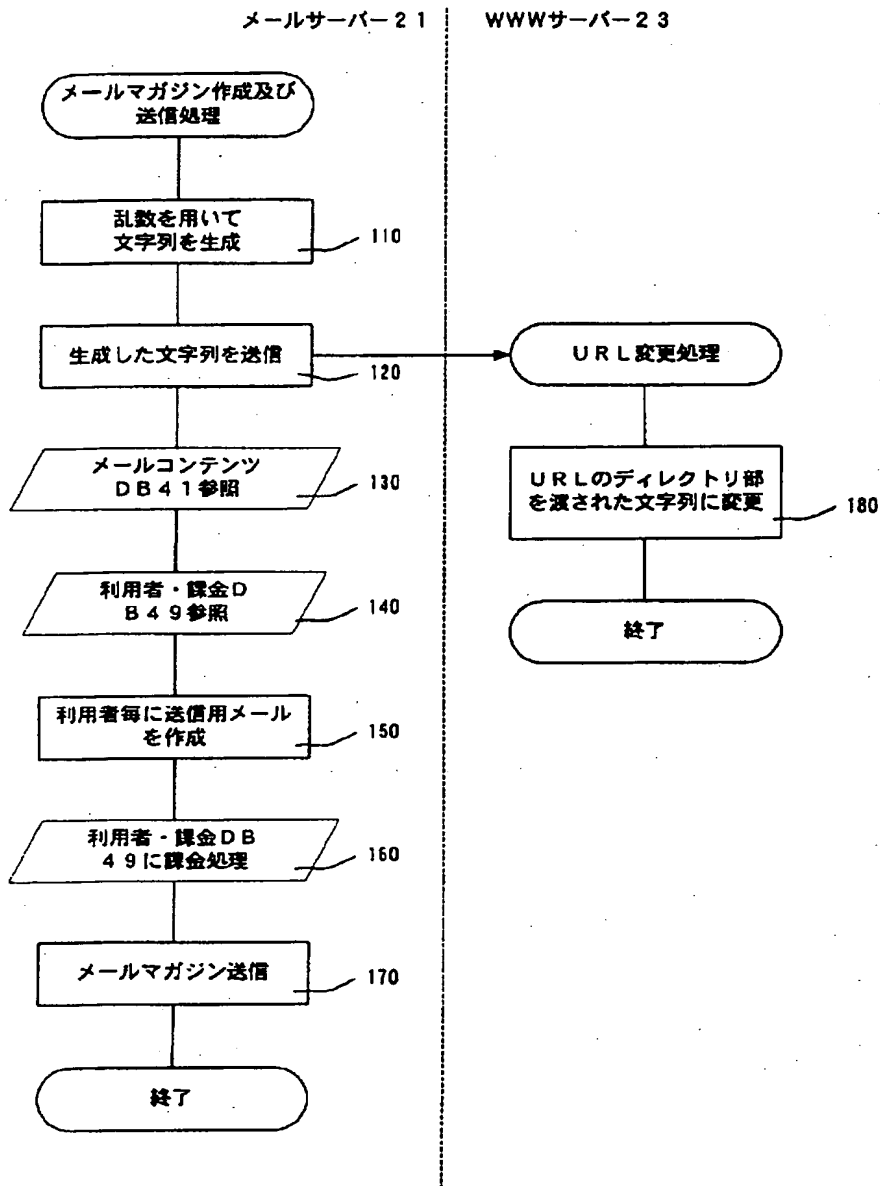 メールサーバー２１
ＷＷＷサーバー２３
メールマガジン作成及び
送信処理
乱数を用いて
文字列を生成
110
生成した文字列を送信
120
ＵＲＬ変更処理
メールコンテンツ
ＤＢ４１参照
130
ＵＲＬのディレクトリ部
を渡された文字列に変更
180
利用者・課金Ｄ
Ｂ４９参照
140
終了
利用者毎に送信用メール
を作成
150
利用者・課金ＤＢ
４９に課金処理
160
メールマガジン送信
170
終了